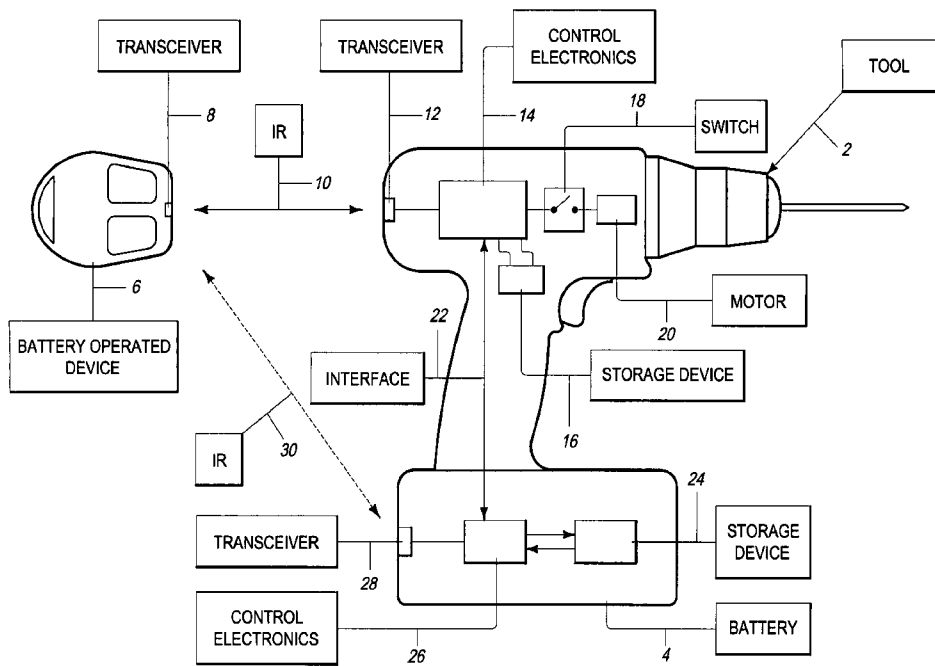 TRANSCEIVER
TRANSCEIVER
CONTROL
ELECTRONICS
TOOL
8
IR
12
14
18
SWITCH
2
10
6
BATTERY OPERATED
DEVICE
22
INTERFACE
20
MOTOR
STORAGE DEVICE
16
IR
30
24
TRANSCEIVER
28
STORAGE
DEVICE
CONTROL
ELECTRONICS
26
4
BATTERY